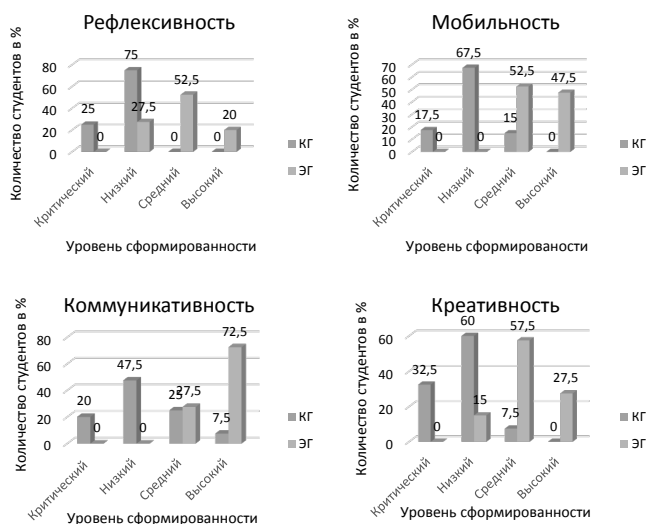 Рефлексивность
Количество студентов в %
80
60
40
20
0
25
0
75
27,5
0
52,5
0
20
Критический
Низкий
Средний
Высокий
Уровень сформированности
КГ
ЭГ
Мобильность
Количество студентов в %
70
60
50
40
30
20
10
0
17,5
0
67,5
0
15
52,5
0
47,5
Критический
Низкий
Средний
Высокий
Уровень сформированности
КГ
ЭГ
Коммуникативность
Количество студентов в %
80
60
40
20
0
20
0
47,5
0
25
27,5
7,5
72,5
Критический
Низкий
Средний
Высокий
Уровень сформированности
КГ
ЭГ
Креативность
Количество студентов в %
60
40
20
0
32,5
0
60
15
7,5
57,5
0
27,5
Критический
Низкий
Средний
Высокий
Уровень сформированности
КГ
ЭГ